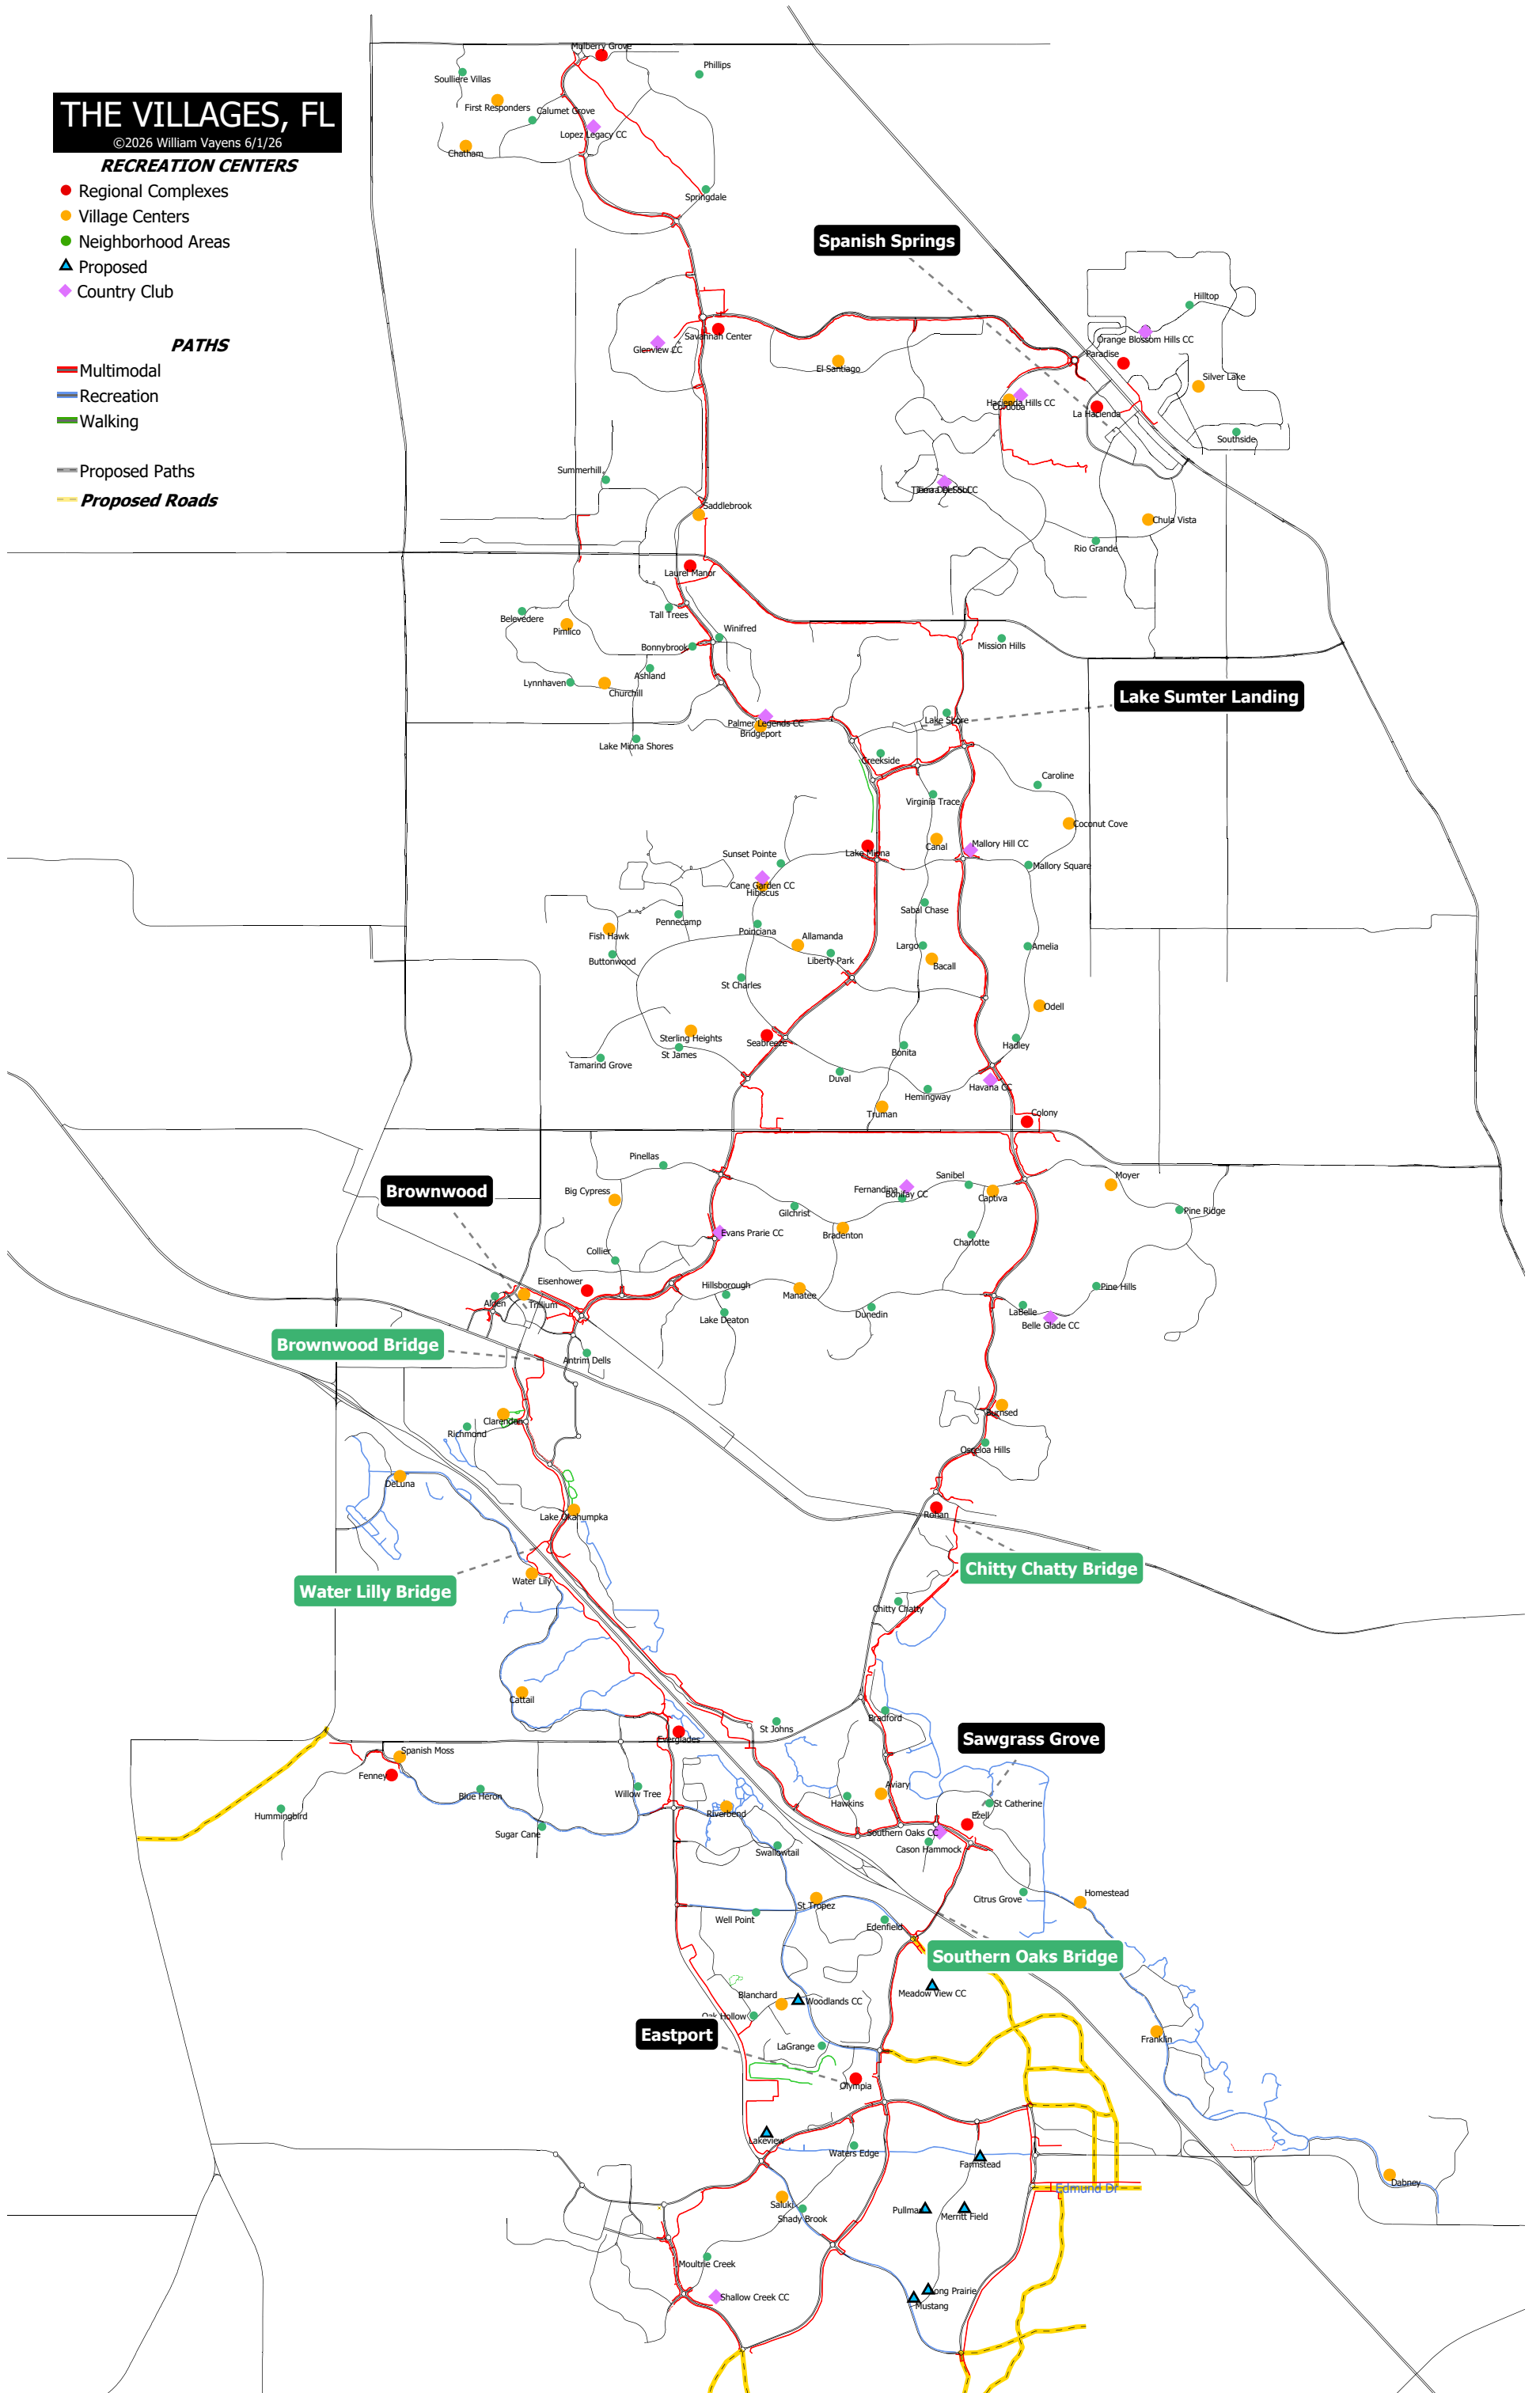 THE VILLAGES, FL
©2026 William Vayens 6/1/26
RECREATION CENTERS
Regional Complexes
Village Centers
Neighborhood Areas
Proposed
Country Club
PATHS
Multimodal
Recreation
Walking
Proposed Paths
Proposed Roads
Mulberry Grove
Phillips
Soulliere Villas
First Responders
Calumet Grove
Lopez Legacy CC
Chatham
Springdale
Spanish Springs
Hilltop
Orange Blossom Hills CC
Paradise
Savannah Center
Glenview CC
El Santiago
Silver Lake
Hacienda Hills CC
Cordoba
La Hacienda
Southside
Summerhill
Saddlebrook
Chula Vista
Rio Grande
Laurel Manor
Tall Trees
Belevedere
Pimlico
Winifred
Bonnybrook
Mission Hills
Ashland
Lynnhaven
Churchill
Lake Sumter Landing
Palmer Legends CC
Bridgeport
Lake Shore
Lake Miona Shores
Creekside
Caroline
Virginia Trace
Coconut Cove
Canal
Mallory Hill CC
Lake Miona
Sunset Pointe
Mallory Square
Cane Garden CC
Hibiscus
Sabal Chase
Pennecamp
Poinciana
Fish Hawk
Allamanda
Largo
Amelia
Buttonwood
Liberty Park
Bacall
St Charles
Odell
Sterling Heights
Seabreeze
St James
Bonita
Hadley
Tamarind Grove
Duval
Havana CC
Hemingway
Truman
Colony
Pinellas
Sanibel
Moyer
Brownwood
Big Cypress
Fernandina
Bonifay CC
Captiva
Gilchrist
Pine Ridge
Evans Prarie CC
Bradenton
Charlotte
Collier
Eisenhower
Hillsborough
Pine Hills
Manatee
Alden
Trillium
Lake Deaton
Dunedin
LaBelle
Belle Glade CC
Brownwood Bridge
Antrim Dells
Clarendon
Burnsed
Richmond
Osceloa Hills
DeLuna
Lake Okahumpka
Rohan
Chitty Chatty Bridge
Water Lily
Water Lilly Bridge
Chitty Chatty
Cattail
Bradford
St Johns
Everglades
Sawgrass Grove
Spanish Moss
Fenney
Blue Heron
Willow Tree
Aviary
Hawkins
St Catherine
Hummingbird
Riverbend
Ezell
Sugar Cane
Southern Oaks CC
Cason Hammock
Swallowtail
Citrus Grove
Homestead
St Tropez
Well Point
Edenfield
Southern Oaks Bridge
Blanchard
Woodlands CC
Meadow View CC
Oak Hollow
Eastport
LaGrange
Franklin
Olympia
Lakeview
Waters Edge
Farmstead
Dabney
Edmund Dr
Saluki
Shady Brook
Pullman
Merritt Field
Moultrie Creek
Shallow Creek CC
Long Prairie
Mustang